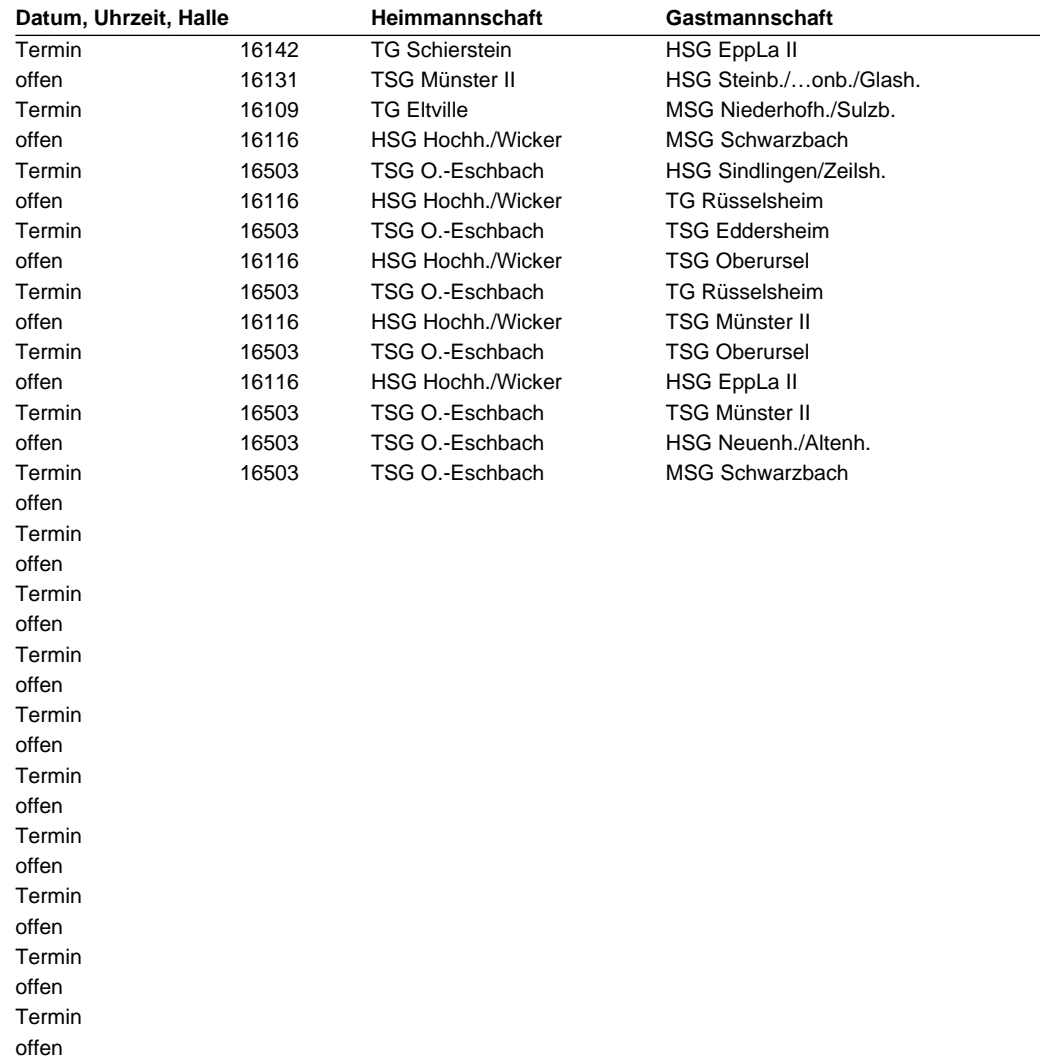 Datum, Uhrzeit, Halle Heimmannschaft Gastmannschaft
Termin 16142 TG Schierstein HSG EppLa II
offen 16131 TSG Münster II HSG Steinb./…onb./Glash.
Termin 16109 TG Eltville MSG Niederhofh./Sulzb.
offen 16116 HSG Hochh./Wicker MSG Schwarzbach
Termin 16503 TSG O.-Eschbach HSG Sindlingen/Zeilsh.
offen 16116 HSG Hochh./Wicker TG Rüsselsheim
Termin 16503 TSG O.-Eschbach TSG Eddersheim
offen 16116 HSG Hochh./Wicker TSG Oberursel
Termin 16503 TSG O.-Eschbach TG Rüsselsheim
offen 16116 HSG Hochh./Wicker TSG Münster II
Termin 16503 TSG O.-Eschbach TSG Oberursel
offen 16116 HSG Hochh./Wicker HSG EppLa II
Termin 16503 TSG O.-Eschbach TSG Münster II
offen 16503 TSG O.-Eschbach HSG Neuenh./Altenh.
Termin 16503 TSG O.-Eschbach MSG Schwarzbach
offen
Termin
offen
Termin
offen
Termin
offen
Termin
offen
Termin
offen
Termin
offen
Termin
offen
Termin
offen
Termin
offen